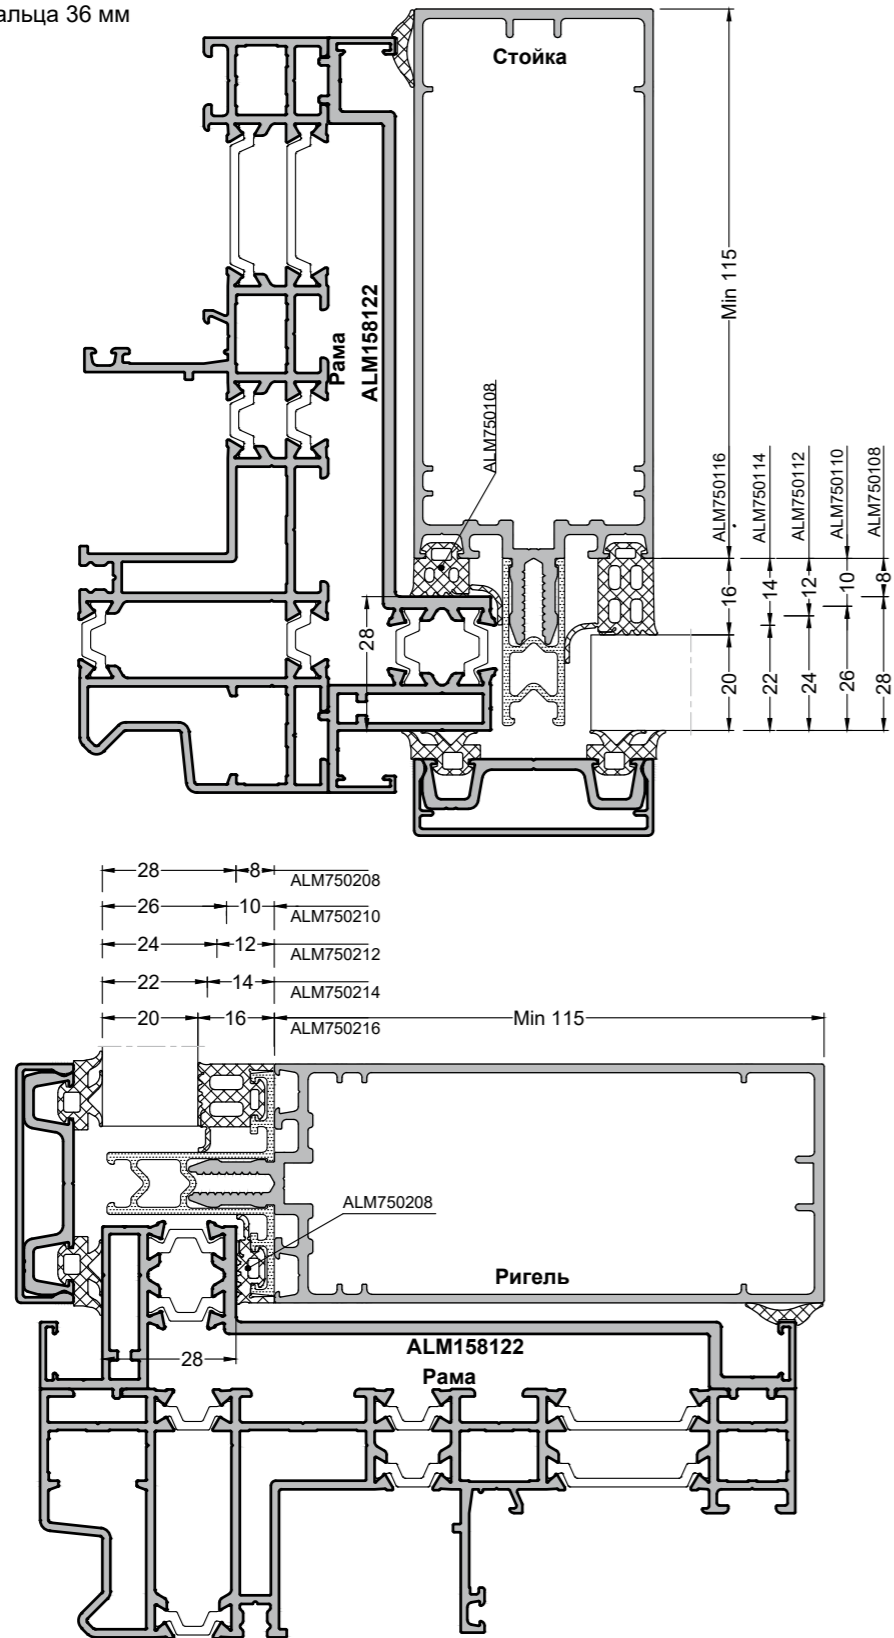 альца 36 мм
Стойка
Min 115
Рама
ALM158122
ALM750108
ALM750116
ALM750114
ALM750112
ALM750110
ALM750108
16
14
12
10
8
28
20
22
24
26
28
28 8 ALM750208
26 10 ALM750210
24 12 ALM750212
22 14 ALM750214
20 16 ALM750216
Min 115
ALM750208
Ригель
ALM158122
28
Рама